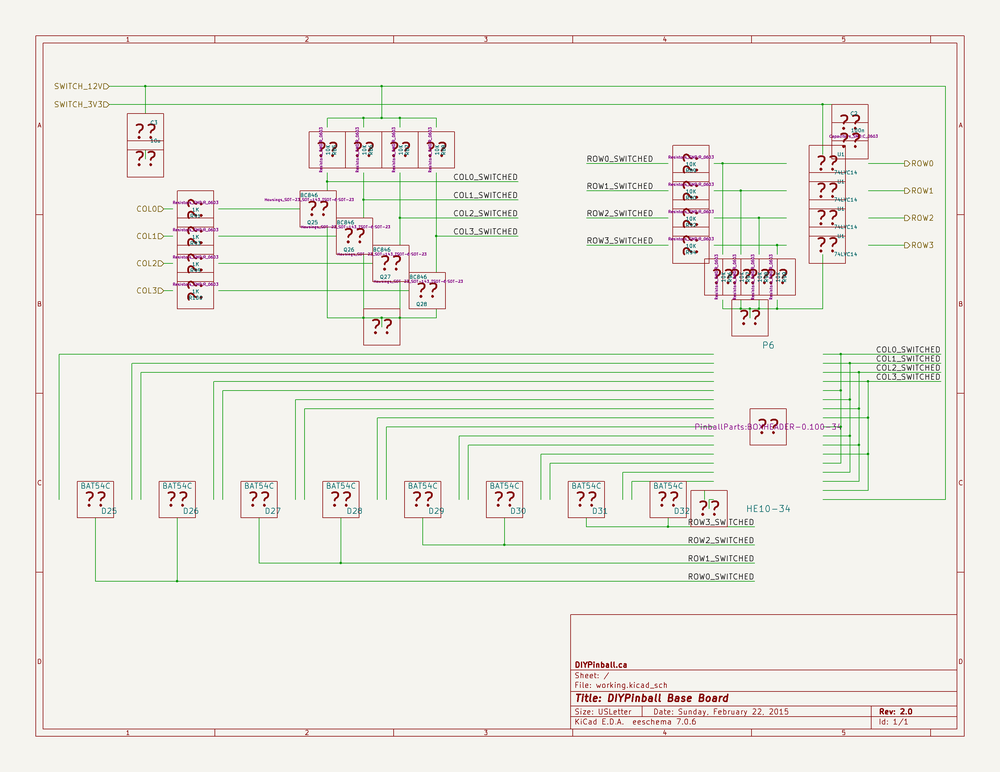 1 2 3 4 5
SWITCH_12V
SWITCH_3V3
A
A
C3
??
10u
??
??
??
??
??
??
??
COL0_SWITCHED
COL1_SWITCHED
COL2_SWITCHED
COL3_SWITCHED
ROW0_SWITCHED
ROW1_SWITCHED
ROW2_SWITCHED
ROW3_SWITCHED
10K
10K
10K
10K
U1
74LVC14
U1
74LVC14
U1
74LVC14
U1
74LVC14
ROW0
ROW1
ROW2
ROW3
COL0
COL1
COL2
COL3
1K
1K
1K
1K
BC846
??
Q25
??
Q26
??
Q27
BC846
??
Q28
??
??
B
B
P6
COL0_SWITCHED
COL1_SWITCHED
COL2_SWITCHED
COL3_SWITCHED
??
PinballParts:BOXHEADER-0.100-34
C
C
BAT54C BAT54C BAT54C BAT54C BAT54C BAT54C BAT54C BAT54C
?? ?? ?? ?? ?? ?? ?? ?? ??
D25 D26 D27 D28 D29 D30 D31 D32
HE10-34
ROW3_SWITCHED
ROW2_SWITCHED
ROW1_SWITCHED
ROW0_SWITCHED
D
D
DIYPinball.ca
Sheet: /
File: working.kicad_sch
Title: DIYPinball Base Board
Size: USLetter Date: Sunday, February 22, 2015 Rev: 2.0
KiCad E.D.A. eeschema 7.0.6 Id: 1/1
1 2 3 4 5